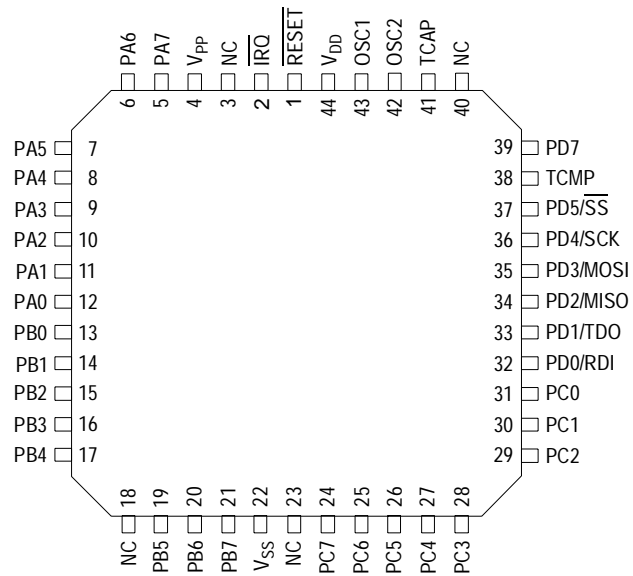 PA6 PA7 VPP NC IRQ RESET VDD OSC1 OSC2 TCAP NC
6 5 4 3 2 1 44 43 42 41 40
PA5 7 39 PD7
PA4 8 38 TCMP
PA3 9 37 PD5/SS
PA2 10 36 PD4/SCK
PA1 11 35 PD3/MOSI
PA0 12 34 PD2/MISO
PB0 13 33 PD1/TDO
PB1 14 32 PD0/RDI
PB2 15 31 PC0
PB3 16 30 PC1
PB4 17 29 PC2
18 19 20 21 22 23 24 25 26 27 28
NC PB5 PB6 PB7 VSS NC PC7 PC6 PC5 PC4 PC3